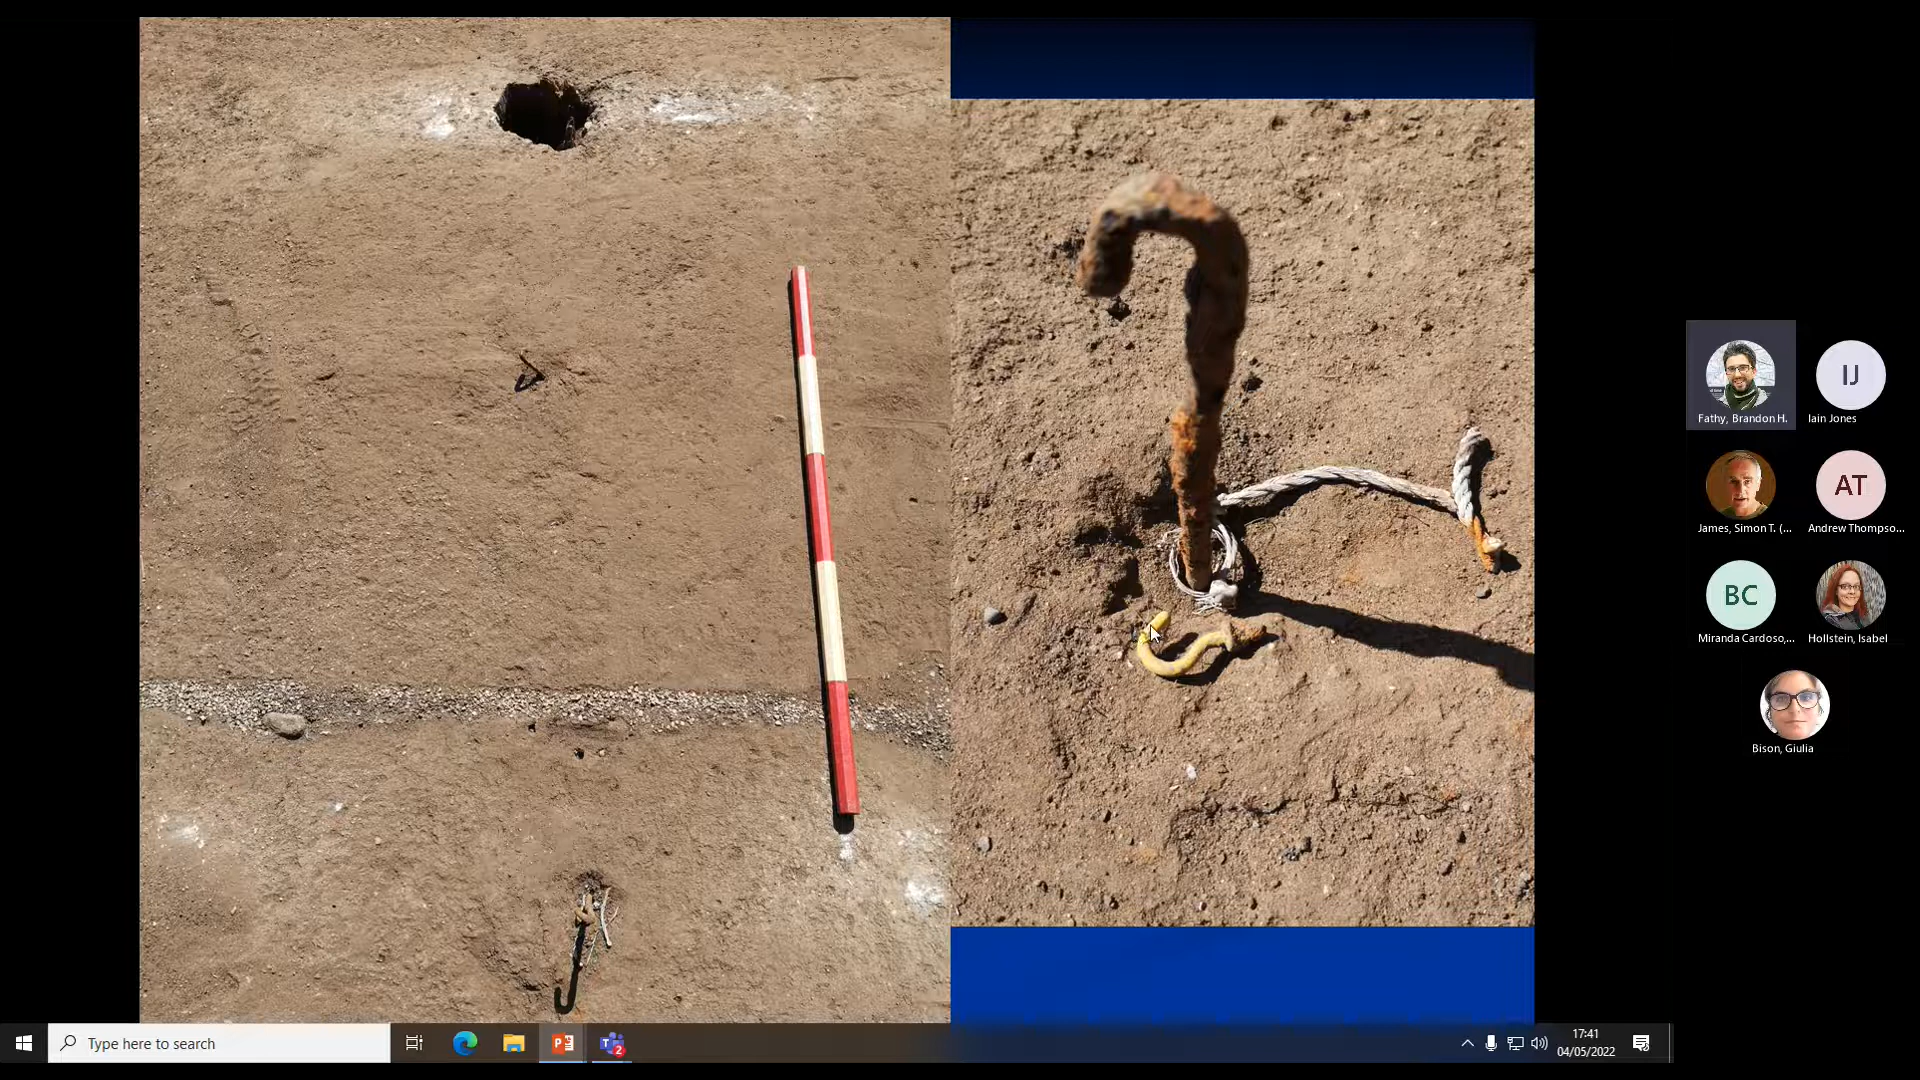 Fathy, Brandon H.
IJ
Iain Jones
James, Simon T. (...
AT
Andrew Thompso...
BC
Miranda Cardoso,...
Hollstein, Isabel
Bison, Giulia
Type here to search
P
T
2
17:41
04/05/2022